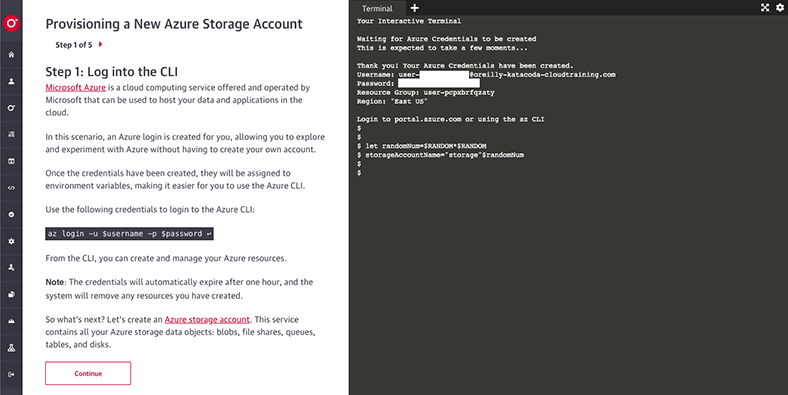 Provisioning a New Azure Storage Account
Step 1 of 5
Step 1: Log into the CLI
Microsoft Azure is a cloud computing service offered and operated by
Microsoft that can be used to host your data and applications in the
cloud.
In this scenario, an Azure login is created for you, allowing you to explore
and experiment with Azure without having to create your own account.
Once the credentials have been created, they will be assigned to
environment variables, making it easier for you to use the Azure CLI.
Use the following credentials to login to the Azure CLI:
az login -u $username -p $password ↵
From the CLI, you can create and manage your Azure resources.
Note: The credentials will automatically expire after one hour, and the
system will remove any resources you have created.
So what's next? Let's create an Azure storage account. This service
contains all your Azure storage data objects: blobs, file shares, queues,
tables, and disks.
Continue
Terminal
Your Interactive Terminal
Waiting for Azure Credentials to be created
This is expected to take a few moments...
Thank you! Your Azure Credentials have been created.
Username: user-@oreilly-katacoda-cloudtraining.com
Password:
Resource Group: user-pcpxbrfqzaty
Region: "East US"
Login to portal.azure.com or using the az CLI
$
$
$ let randomNum=$RANDOM*$RANDOM
$ storageAccountName="storage"$randomNum
$
$